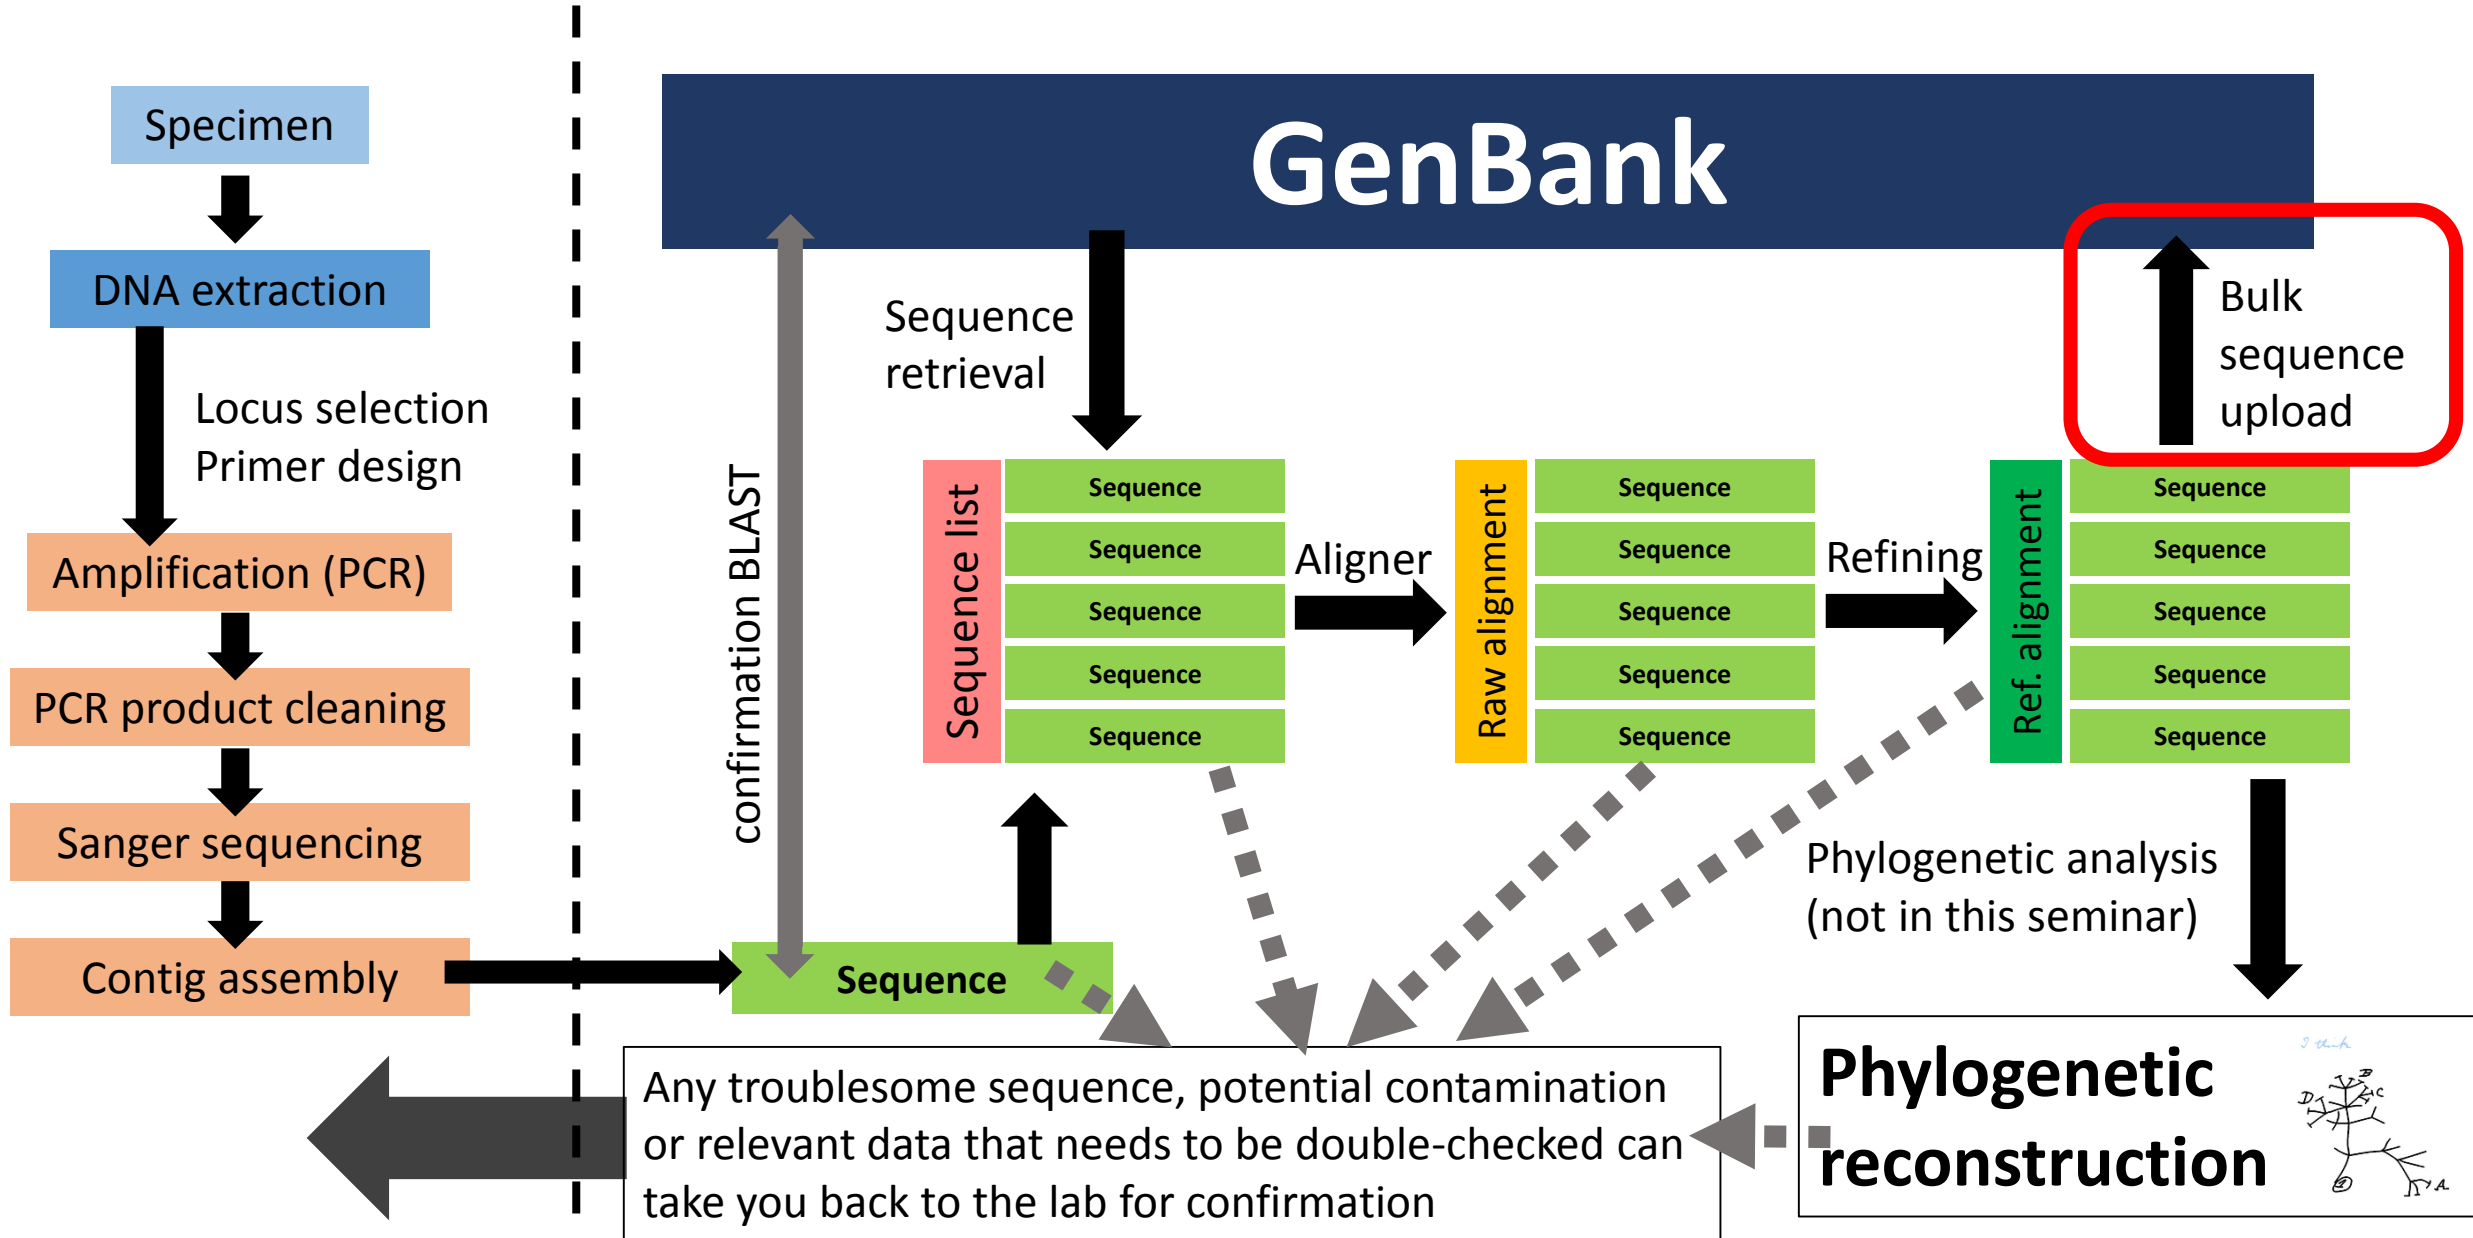 Specimen
DNA extraction
Locus selection
Primer design
Amplification (PCR)
PCR product cleaning
Sanger sequencing
Contig assembly
GenBank
confirmation BLAST
Sequence
retrieval
Sequence list
Sequence
Sequence
Sequence
Sequence
Sequence
Aligner
Raw alignment
Sequence
Sequence
Sequence
Sequence
Sequence
Refining
Ref. alignment
Sequence
Sequence
Sequence
Sequence
Sequence
Bulk
sequence
upload
Sequence
Phylogenetic analysis
(not in this seminar)
Any troublesome sequence, potential contamination
or relevant data that needs to be double-checked can
take you back to the lab for confirmation
Phylogenetic
reconstruction
I think
B
D
C
A
1